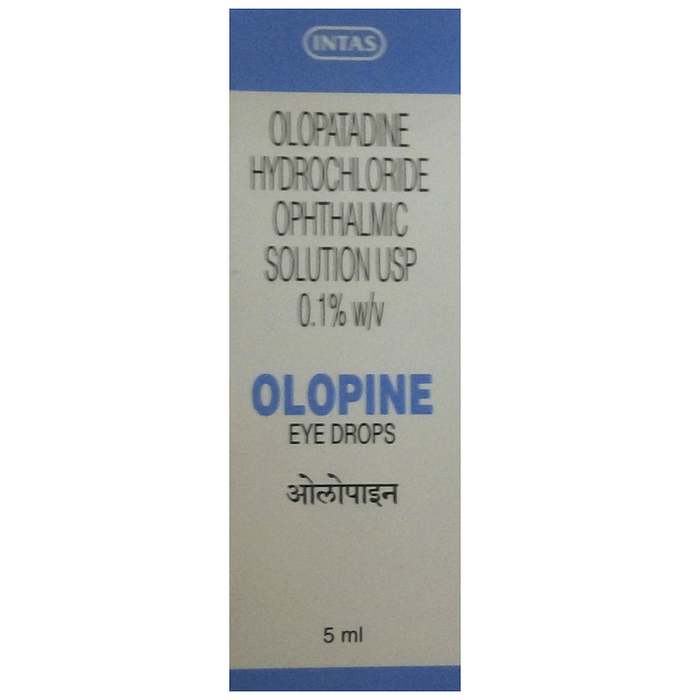 INTAS
OLOPATADINE
HYDROCHLORIDE
OPHTHALMIC
SOLUTION USP
0.1% w/v
OLOPINE
EYE DROPS
ओलोपाइन
5 ml